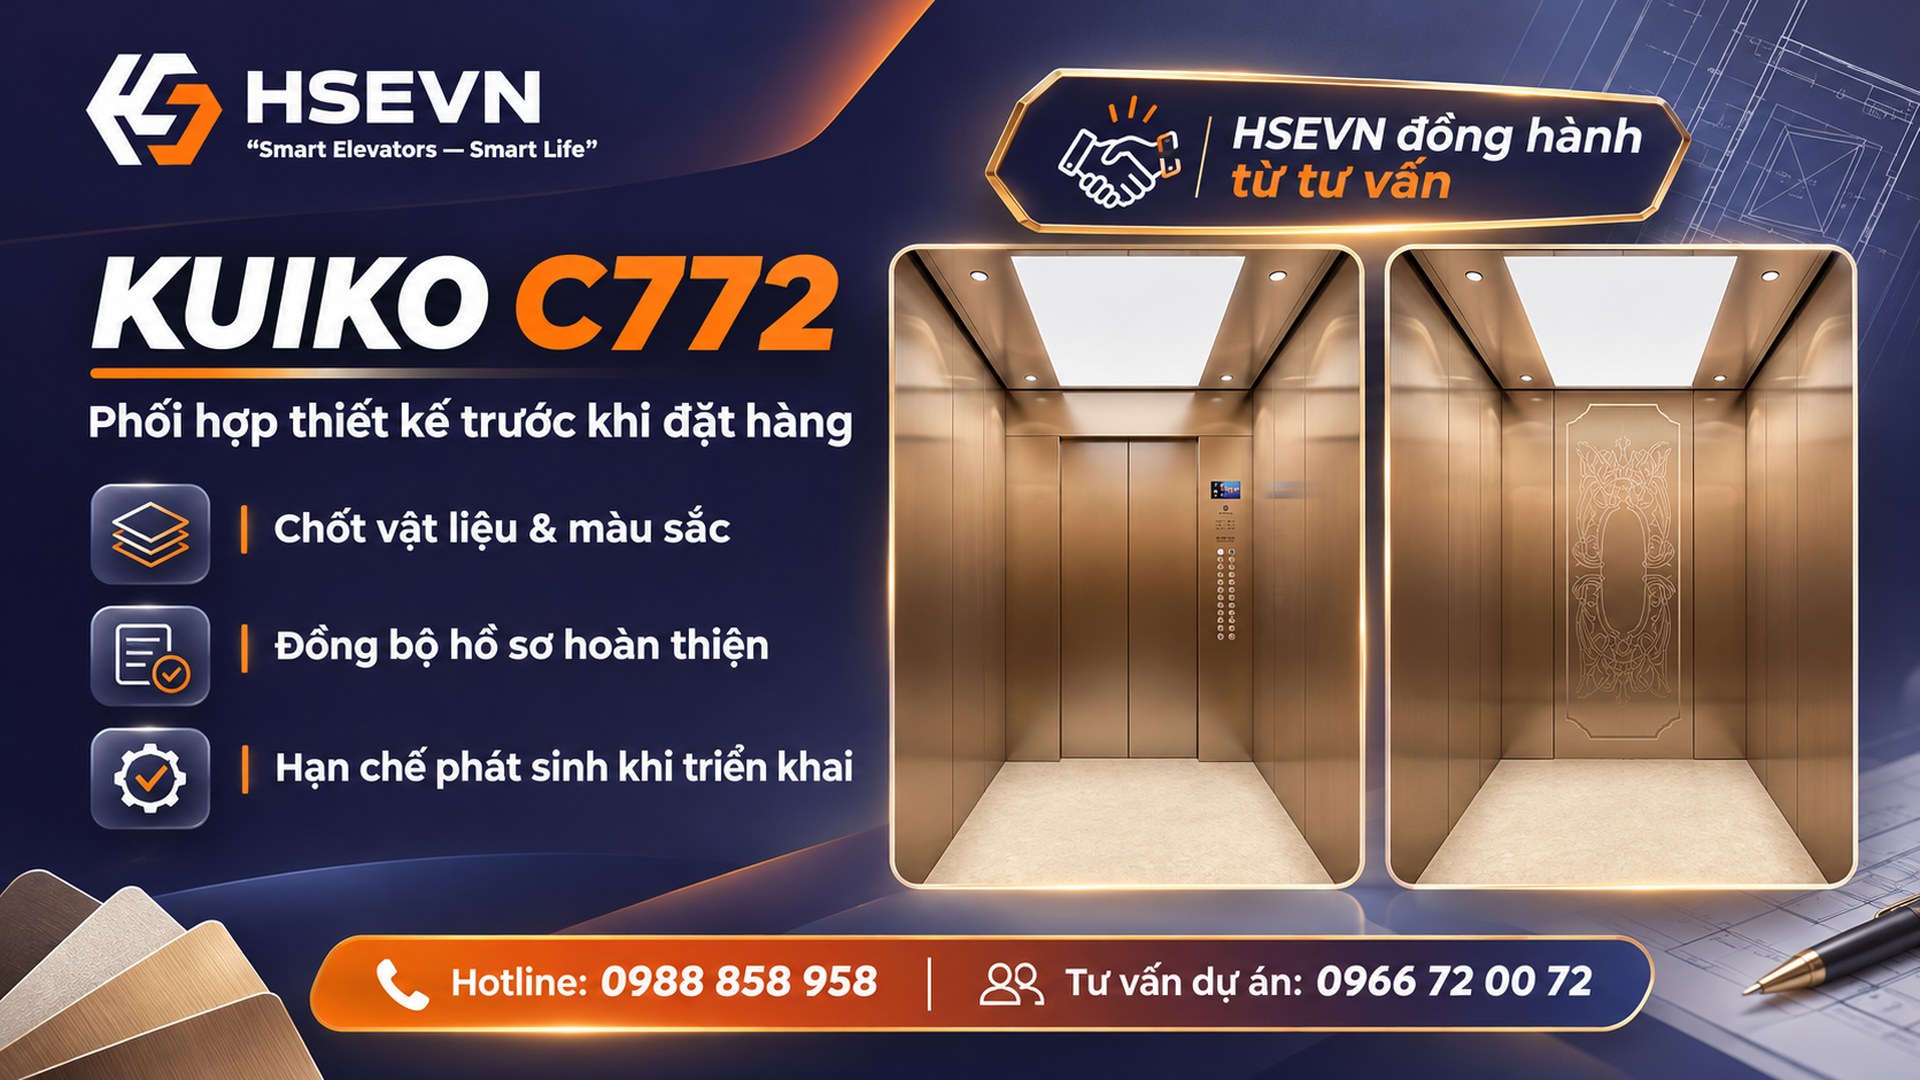 HSEVN
“Smart Elevators — Smart Life”
HSEVN đồng hành
từ tư vấn
KUIKO C772
Phối hợp thiết kế trước khi đặt hàng
Chốt vật liệu & màu sắc
Đồng bộ hồ sơ hoàn thiện
Hạn chế phát sinh khi triển khai
Hotline: 0988 858 958
Tư vấn dự án: 0966 72 00 72